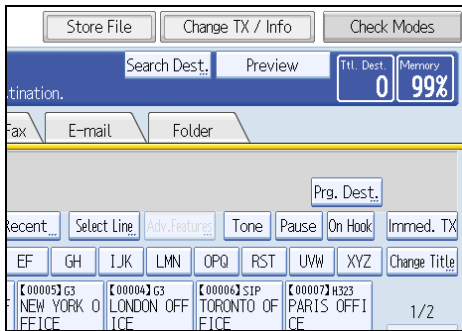 Store File Change TX / Info Check Modes
Search Dest. Preview Ttl. Dest. Memory
tination. 0 99%
Fax E-mail Folder
Prg. Dest.
Recent Select Line Adv.Features Tone Pause On Hook Immed. TX
EF GH IJK LMN OPQ RST UVW XYZ Change Title
【00005】G3 【00004】G3 【00006】SIP 【00007】H323
F NEW YORK O LONDON OFF TORONTO OF PARIS OFFI 1/2
FFICE ICE FICE CE